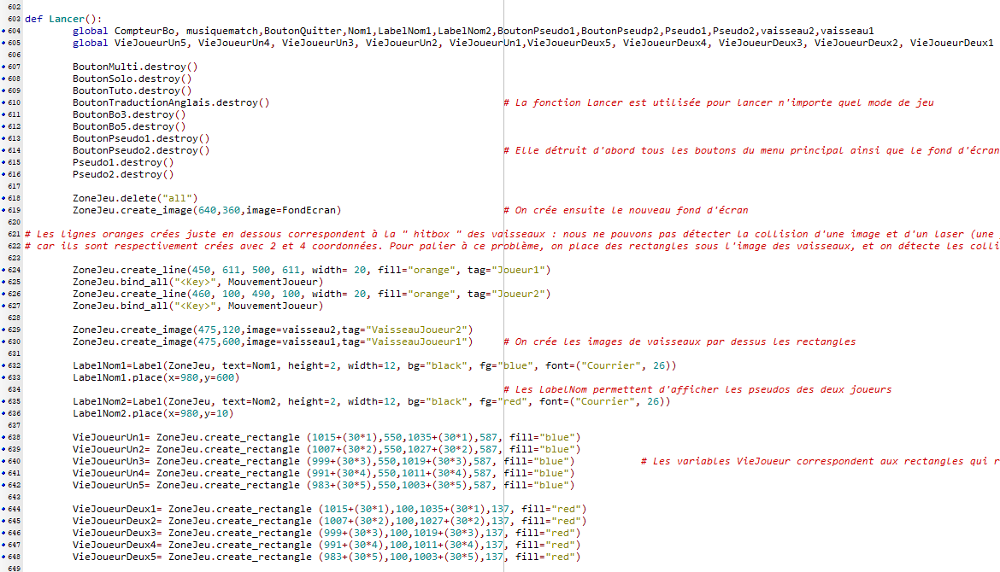 602
603 def Lancer():
604 global CompteurBo, musiquematch,BoutonQuitter,Nom1,LabelNom1,LabelNom2,BoutonPseudo1,BoutonPseudp2,Pseudo1,Pseudo2,vaisseau2,vaisseau1
605 global VieJoueurUn5, VieJoueurUn4, VieJoueurUn3, VieJoueurUn2, VieJoueurUn1,VieJoueurDeux5, VieJoueurDeux4, VieJoueurDeux3, VieJoueurDeux2, VieJoueurDeux1
606
607 BoutonMulti.destroy()
608 BoutonSolo.destroy()
609 BoutonTuto.destroy()
610 BoutonTraductionAnglais.destroy() # La fonction Lancer est utilisée pour lancer n'importe quel mode de jeu
611 BoutonBo3.destroy()
612 BoutonBo5.destroy()
613 BoutonPseudo1.destroy()
614 BoutonPseudo2.destroy() # Elle détruit d'abord tous les boutons du menu principal ainsi que le fond d'écran
615 Pseudo1.destroy()
616 Pseudo2.destroy()
617
618 ZoneJeu.delete("all")
619 ZoneJeu.create_image(640,360,image=FondEcran) # On crée ensuite le nouveau fond d'écran
620
621 # Les lignes oranges crées juste en dessous correspondent à la " hitbox " des vaisseaux : nous ne pouvons pas détecter la collision d'une image et d'un laser (une
622 # car ils sont respectivement crées avec 2 et 4 coordonnées. Pour palier à ce problème, on place des rectangles sous l'image des vaisseaux, et on détecte les colli
623
624 ZoneJeu.create_line(450, 611, 500, 611, width= 20, fill="orange", tag="Joueur1")
625 ZoneJeu.bind_all("<Key>", MouvementJoueur)
626 ZoneJeu.create_line(460, 100, 490, 100, width= 20, fill="orange", tag="Joueur2")
627 ZoneJeu.bind_all("<Key>", MouvementJoueur)
628
629 ZoneJeu.create_image(475,120,image=vaisseau2,tag="VaisseauJoueur2")
630 ZoneJeu.create_image(475,600,image=vaisseau1,tag="VaisseauJoueur1") # On crée les images de vaisseaux par dessus les rectangles
631
632 LabelNom1=Label(ZoneJeu, text=Nom1, height=2, width=12, bg="black", fg="blue", font=("Courrier", 26))
633 LabelNom1.place(x=980,y=600)
634 # Les LabelNom permettent d'afficher les pseudos des deux joueurs
635 LabelNom2=Label(ZoneJeu, text=Nom2, height=2, width=12, bg="black", fg="red", font=("Courrier", 26))
636 LabelNom2.place(x=980,y=10)
637
638 VieJoueurUn1= ZoneJeu.create_rectangle (1015+(30*1),550,1035+(30*1),587, fill="blue")
639 VieJoueurUn2= ZoneJeu.create_rectangle (1007+(30*2),550,1027+(30*2),587, fill="blue")
640 VieJoueurUn3= ZoneJeu.create_rectangle (999+(30*3),550,1019+(30*3),587, fill="blue") # Les variables VieJoueur correspondent aux rectangles qui r
641 VieJoueurUn4= ZoneJeu.create_rectangle (991+(30*4),550,1011+(30*4),587, fill="blue")
642 VieJoueurUn5= ZoneJeu.create_rectangle (983+(30*5),550,1003+(30*5),587, fill="blue")
643
644 VieJoueurDeux1= ZoneJeu.create_rectangle (1015+(30*1),100,1035+(30*1),137, fill="red")
645 VieJoueurDeux2= ZoneJeu.create_rectangle (1007+(30*2),100,1027+(30*2),137, fill="red")
646 VieJoueurDeux3= ZoneJeu.create_rectangle (999+(30*3),100,1019+(30*3),137, fill="red")
647 VieJoueurDeux4= ZoneJeu.create_rectangle (991+(30*4),100,1011+(30*4),137, fill="red")
648 VieJoueurDeux5= ZoneJeu.create_rectangle (983+(30*5),100,1003+(30*5),137, fill="red")
649